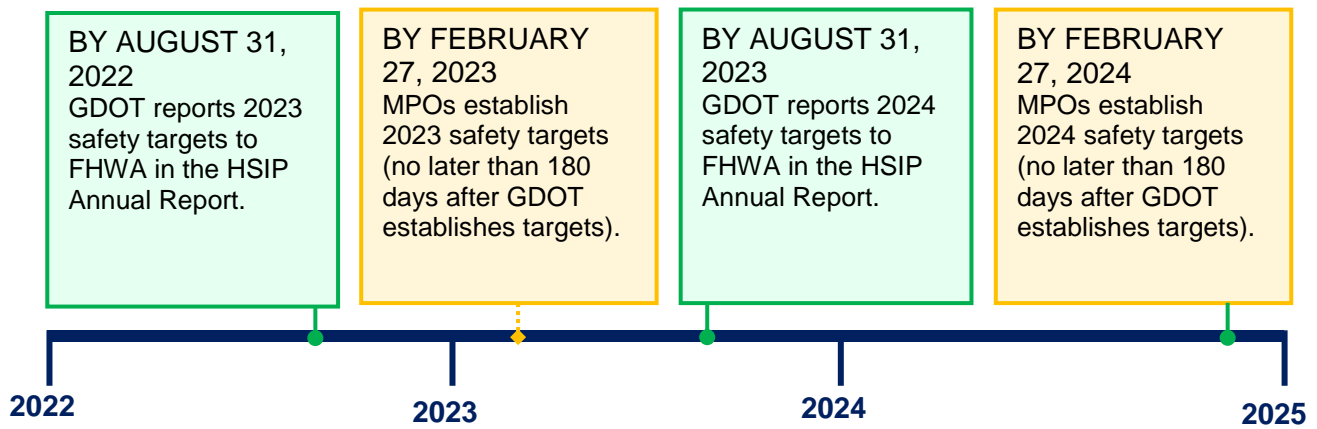 BY AUGUST 31,
2022
GDOT reports 2023
safety targets to
FHWA in the HSIP
Annual Report.
BY FEBRUARY
27, 2023
MPOs establish
2023 safety targets
(no later than 180
days after GDOT
establishes targets).
BY AUGUST 31,
2023
GDOT reports 2024
safety targets to
FHWA in the HSIP
Annual Report.
BY FEBRUARY
27, 2024
MPOs establish
2024 safety targets
(no later than 180
days after GDOT
establishes targets).
2022
2023
2024
2025